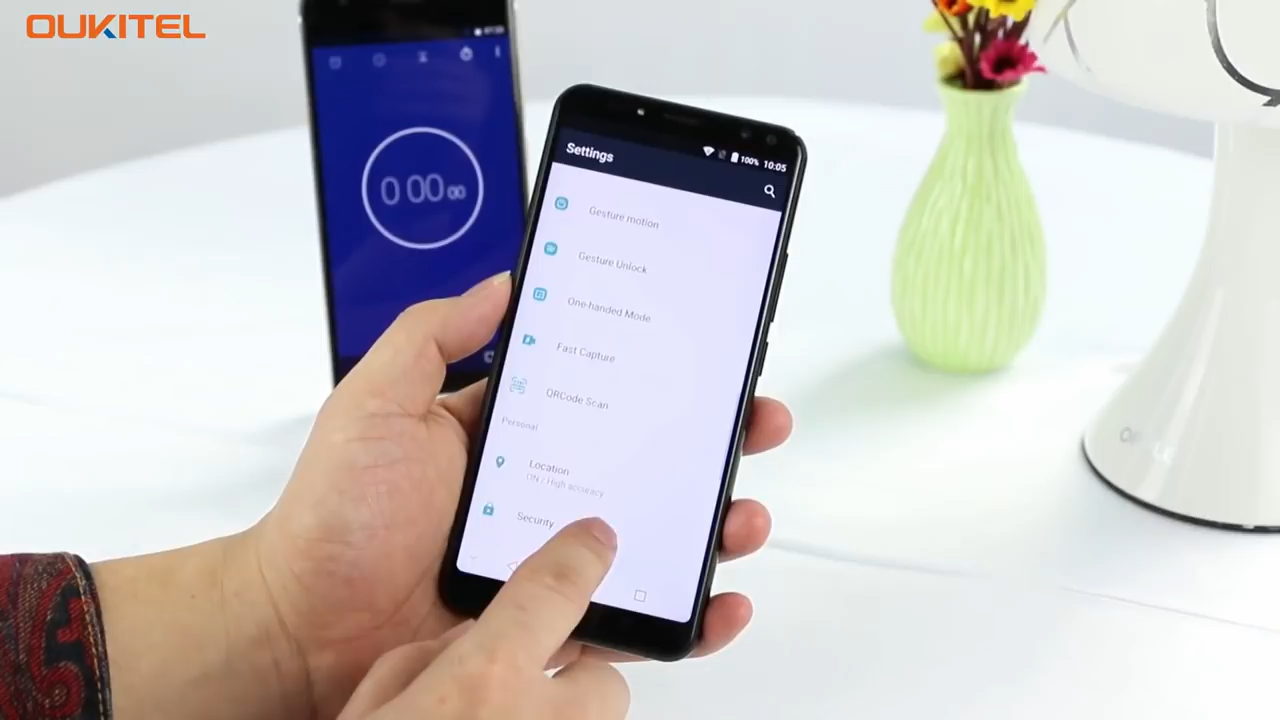 OUKITEL
0 00 00
100% 10:05
Settings
Gesture motion
Gesture Unlock
One-handed Mode
Fast Capture
QRCode Scan
Personal
Location
ON / High accuracy
Security